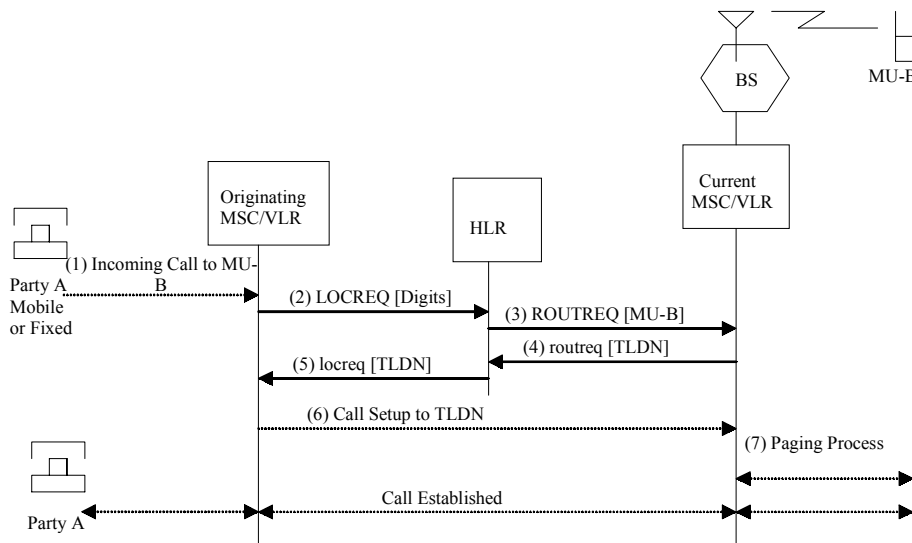 BS
MU-B
Originating
MSC/VLR
HLR
Current
MSC/VLR
(1) Incoming Call to MU-
B
Party A
Mobile
or Fixed
(2) LOCREQ [Digits]
(3) ROUTREQ [MU-B]
(4) routreq [TLDN]
(5) locreq [TLDN]
(6) Call Setup to TLDN
(7) Paging Process
Call Established
Party A